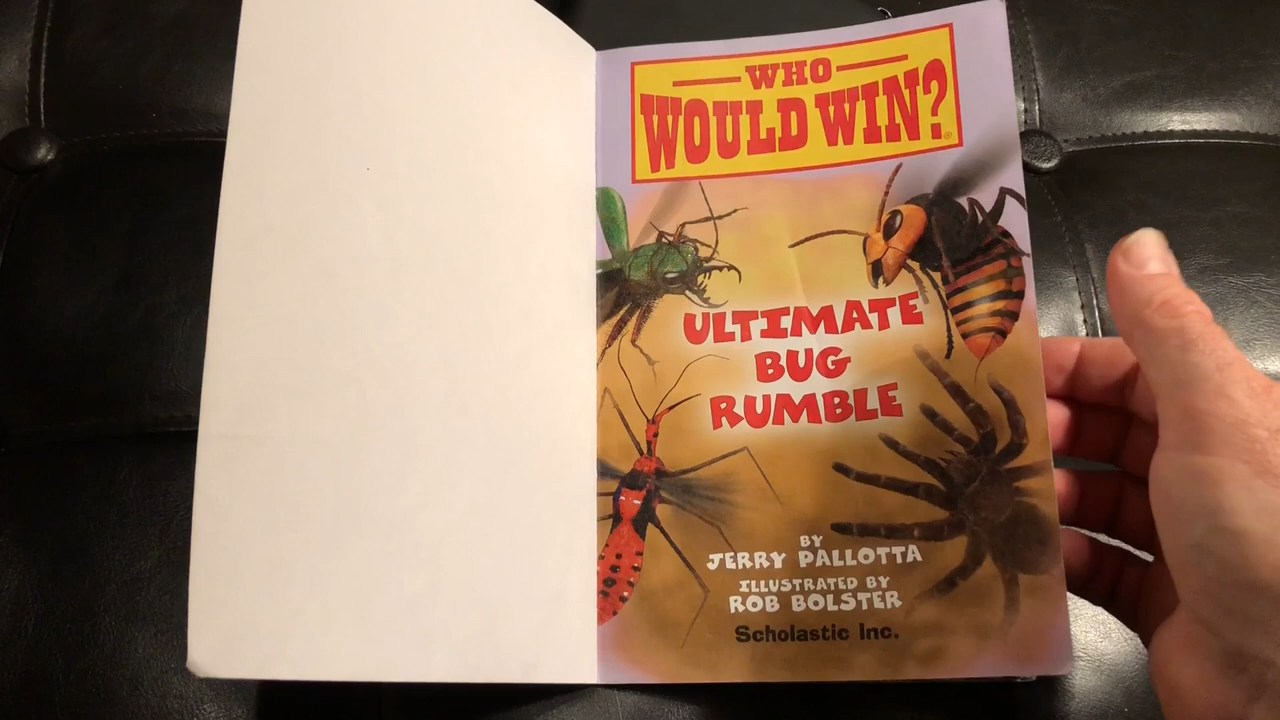 WHO
WOULD WIN?®
ULTIMATE
BUG
RUMBLE
BY
JERRY PALLOTTA
ILLUSTRATED BY
ROB BOLSTER
Scholastic Inc.